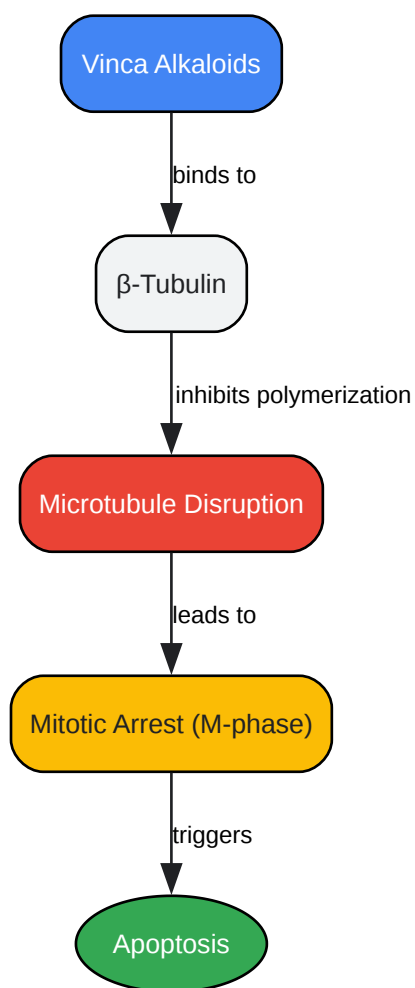 Vinca Alkaloids
binds to
β-Tubulin
inhibits polymerization
Microtubule Disruption
leads to
Mitotic Arrest (M-phase)
triggers
Apoptosis